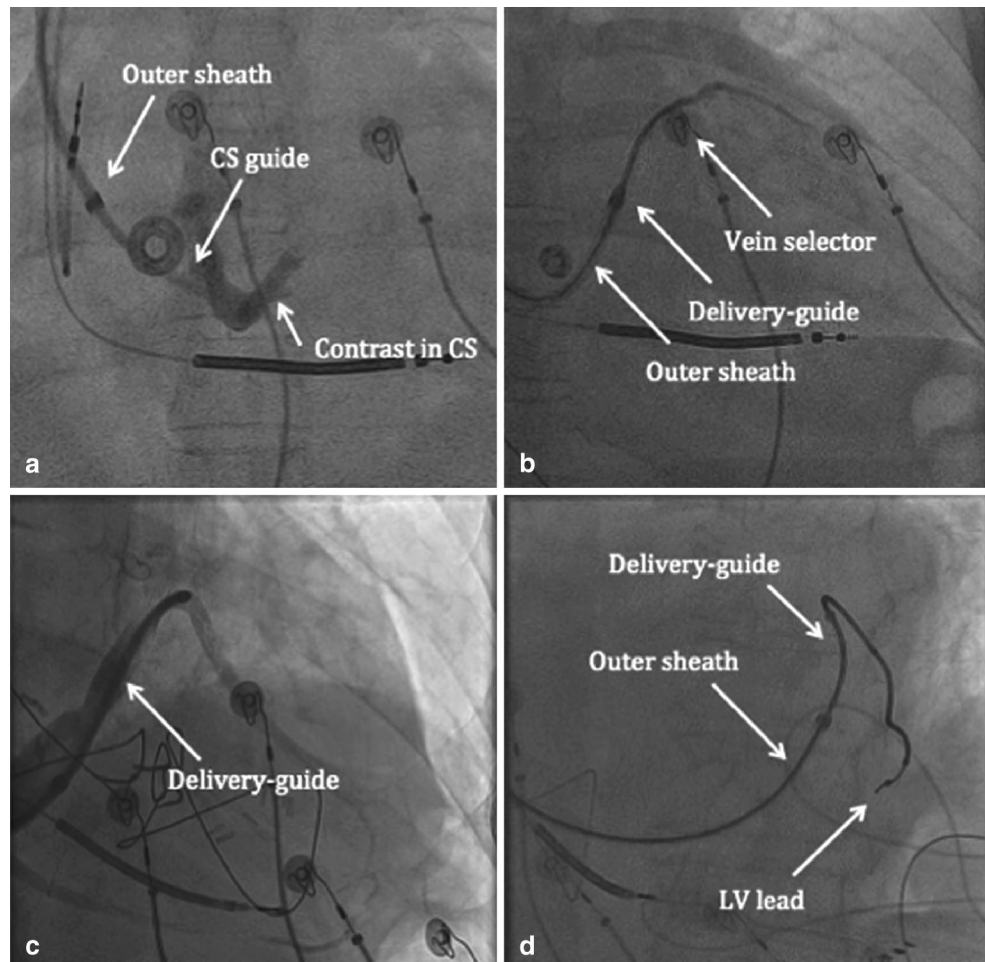 Outer sheath
CS guide
Contrast in CS
a
Vein selector
Delivery-guide
Outer sheath
b
Delivery-guide
c
Delivery-guide
Outer sheath
LV lead
d